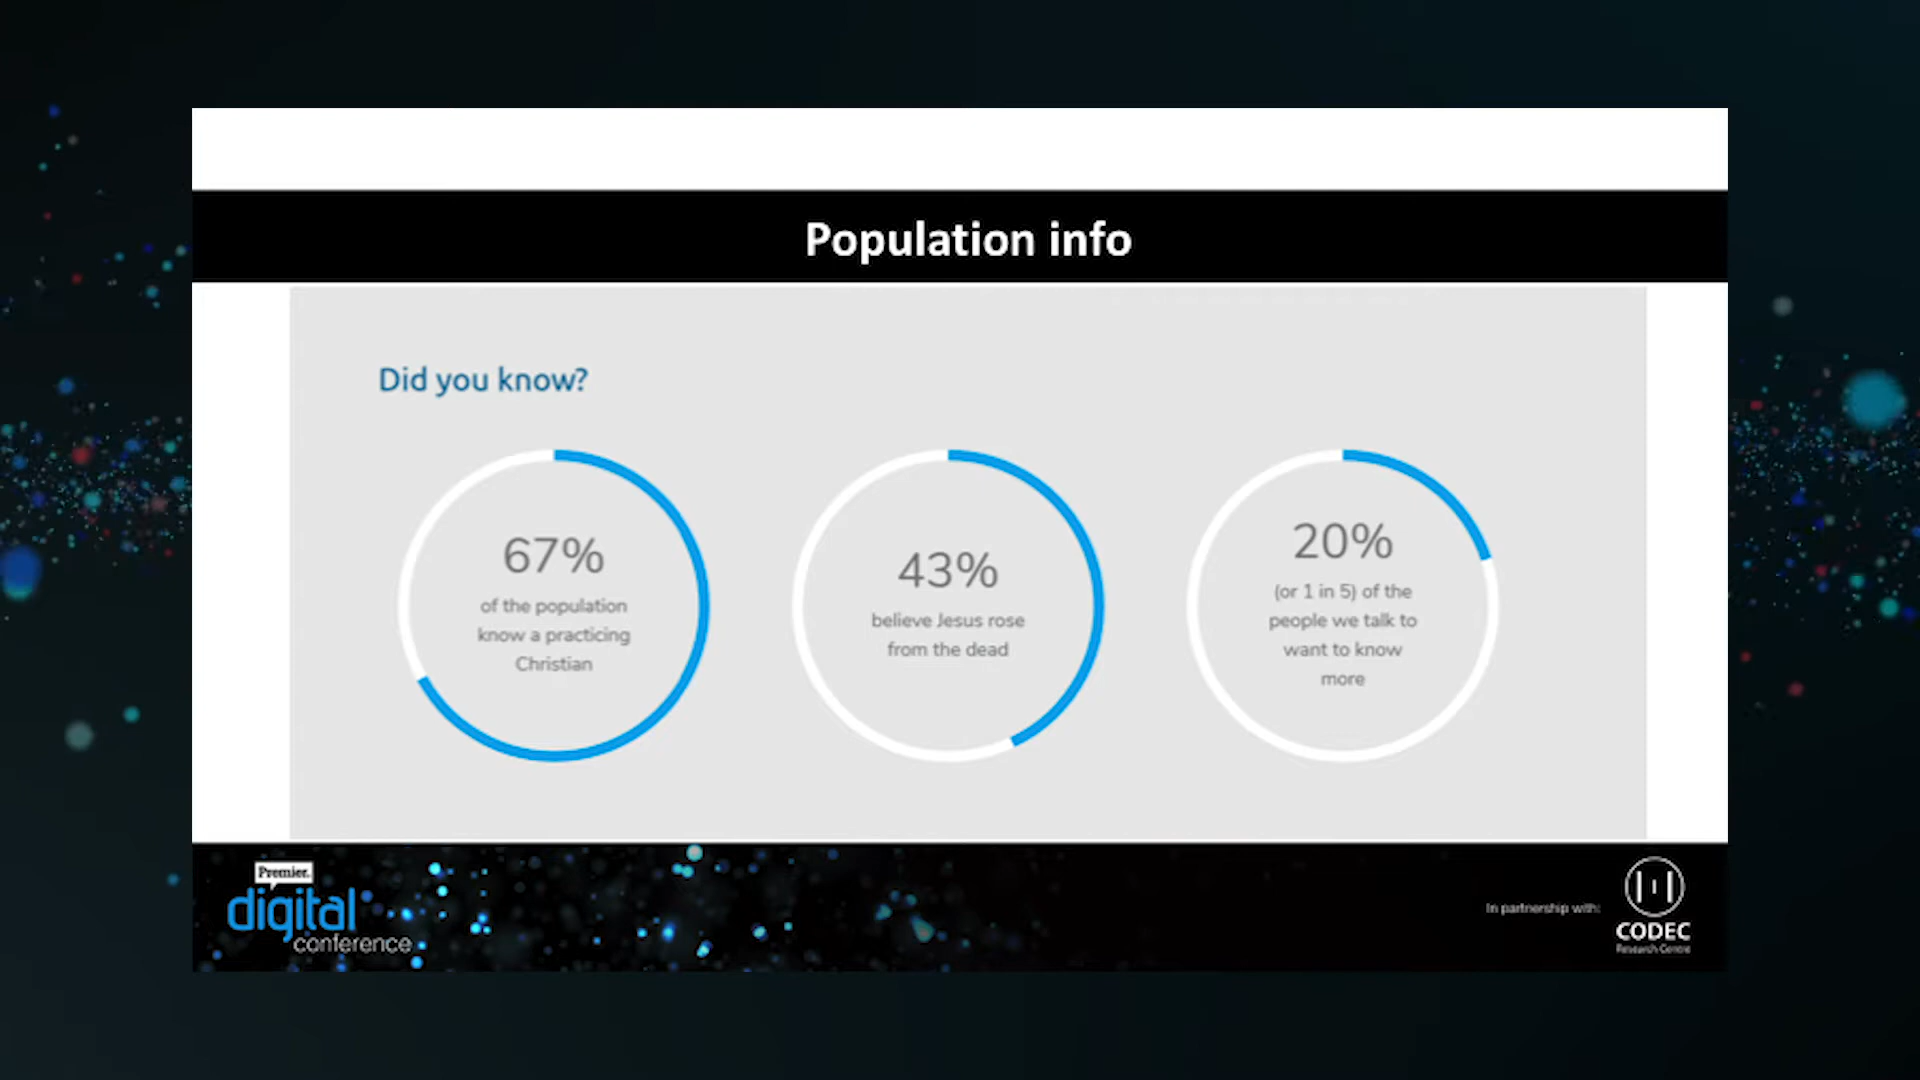 Population info
Did you know?
67%
of the population
know a practicing
Christian
43%
believe Jesus rose
from the dead
20%
(or 1 in 5) of the
people we talk to
want to know
more
Premier.
digital
conference
In partnership with:
CODEC
Research Centre